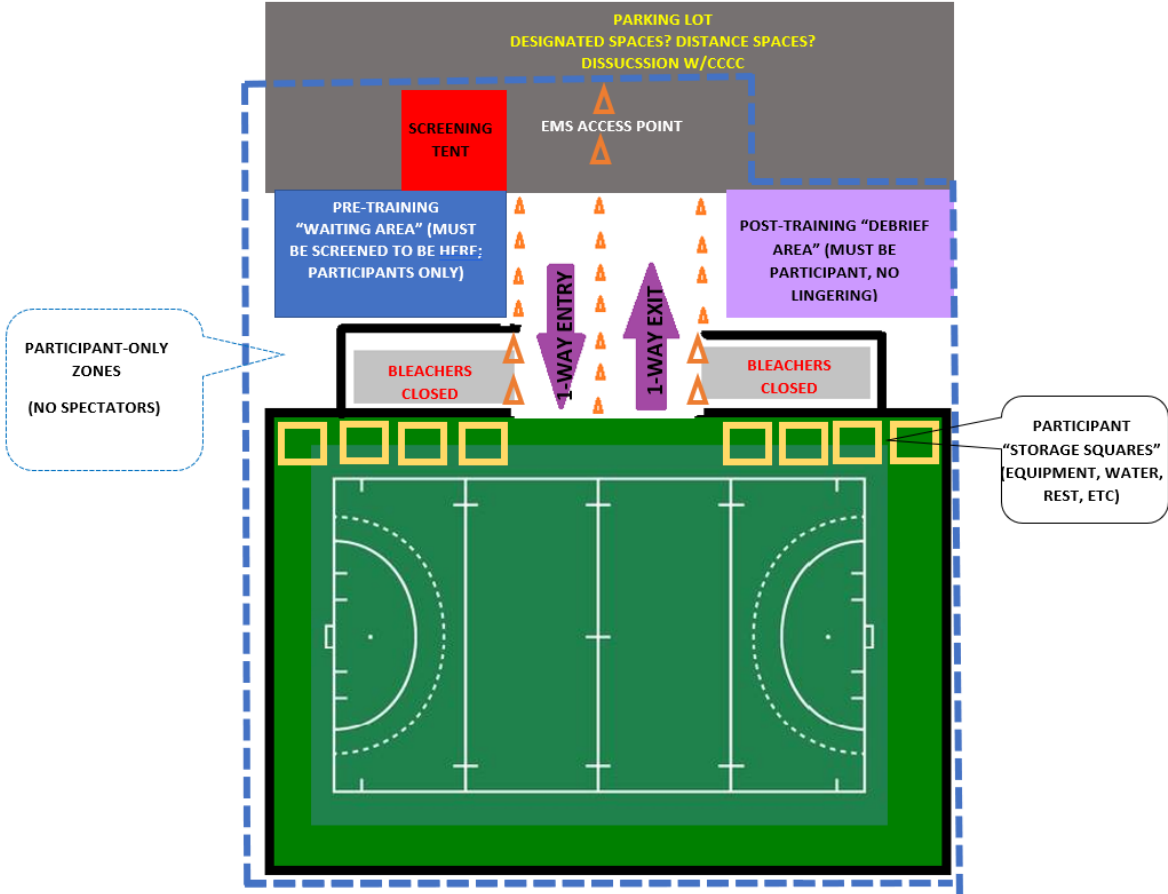 PARKING LOT
DESIGNATED SPACES? DISTANCE SPACES?
DISSUCSSION W/CCCC
SCREENING
TENT
EMS ACCESS POINT
PRE-TRAINING
“WAITING AREA” (MUST
BE SCREENED TO BE HERE;
PARTICIPANTS ONLY)
POST-TRAINING “DEBRIEF
AREA” (MUST BE
PARTICIPANT, NO
LINGERING)
1-WAY ENTRY
1-WAY EXIT
PARTICIPANT-ONLY
ZONES
(NO SPECTATORS)
BLEACHERS
CLOSED
BLEACHERS
CLOSED
PARTICIPANT
“STORAGE SQUARES”
(EQUIPMENT, WATER,
REST, ETC)